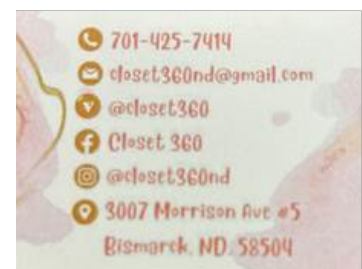 701-425-7414
closet360nd@gmail.com
@closet360
Closet 360
@closet360nd
3007 Morrison Ave #5
Bismarck, ND. 58504